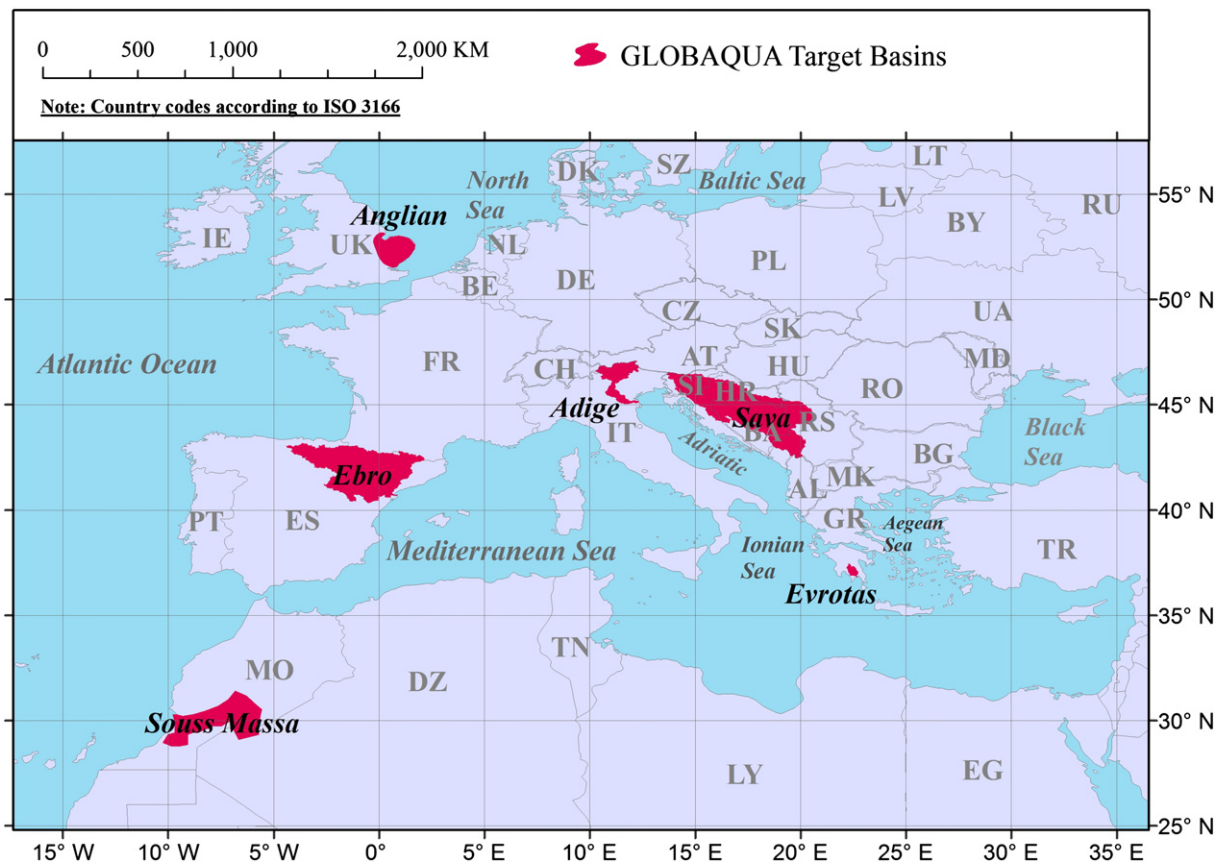 0 500 1,000 2,000 KM
GLOBAQUA Target Basins
Note: Country codes according to ISO 3166
LT
DK
SZ
North
Sea
Baltic Sea
55° N
LV
RU
Anglian
BY
IE
UK
NL
PL
BE
DE
50° N
CZ
UA
SK
Atlantic Ocean
FR
CH
AT
HU
MD
RO
SI
HR
Adige
Sava
45° N
IT
BA
RS
Black
Sea
Adriatic
BG
Ebro
MK
AL
PT
ES
GR
40° N
Aegean
Sea
Mediterranean Sea
Ionian
Sea
TR
Evrotas
35° N
MO
TN
DZ
Souss Massa
30° N
LY
EG
25° N
15° W 10° W 5° W 0° 5° E 10° E 15° E 20° E 25° E 30° E 35° E